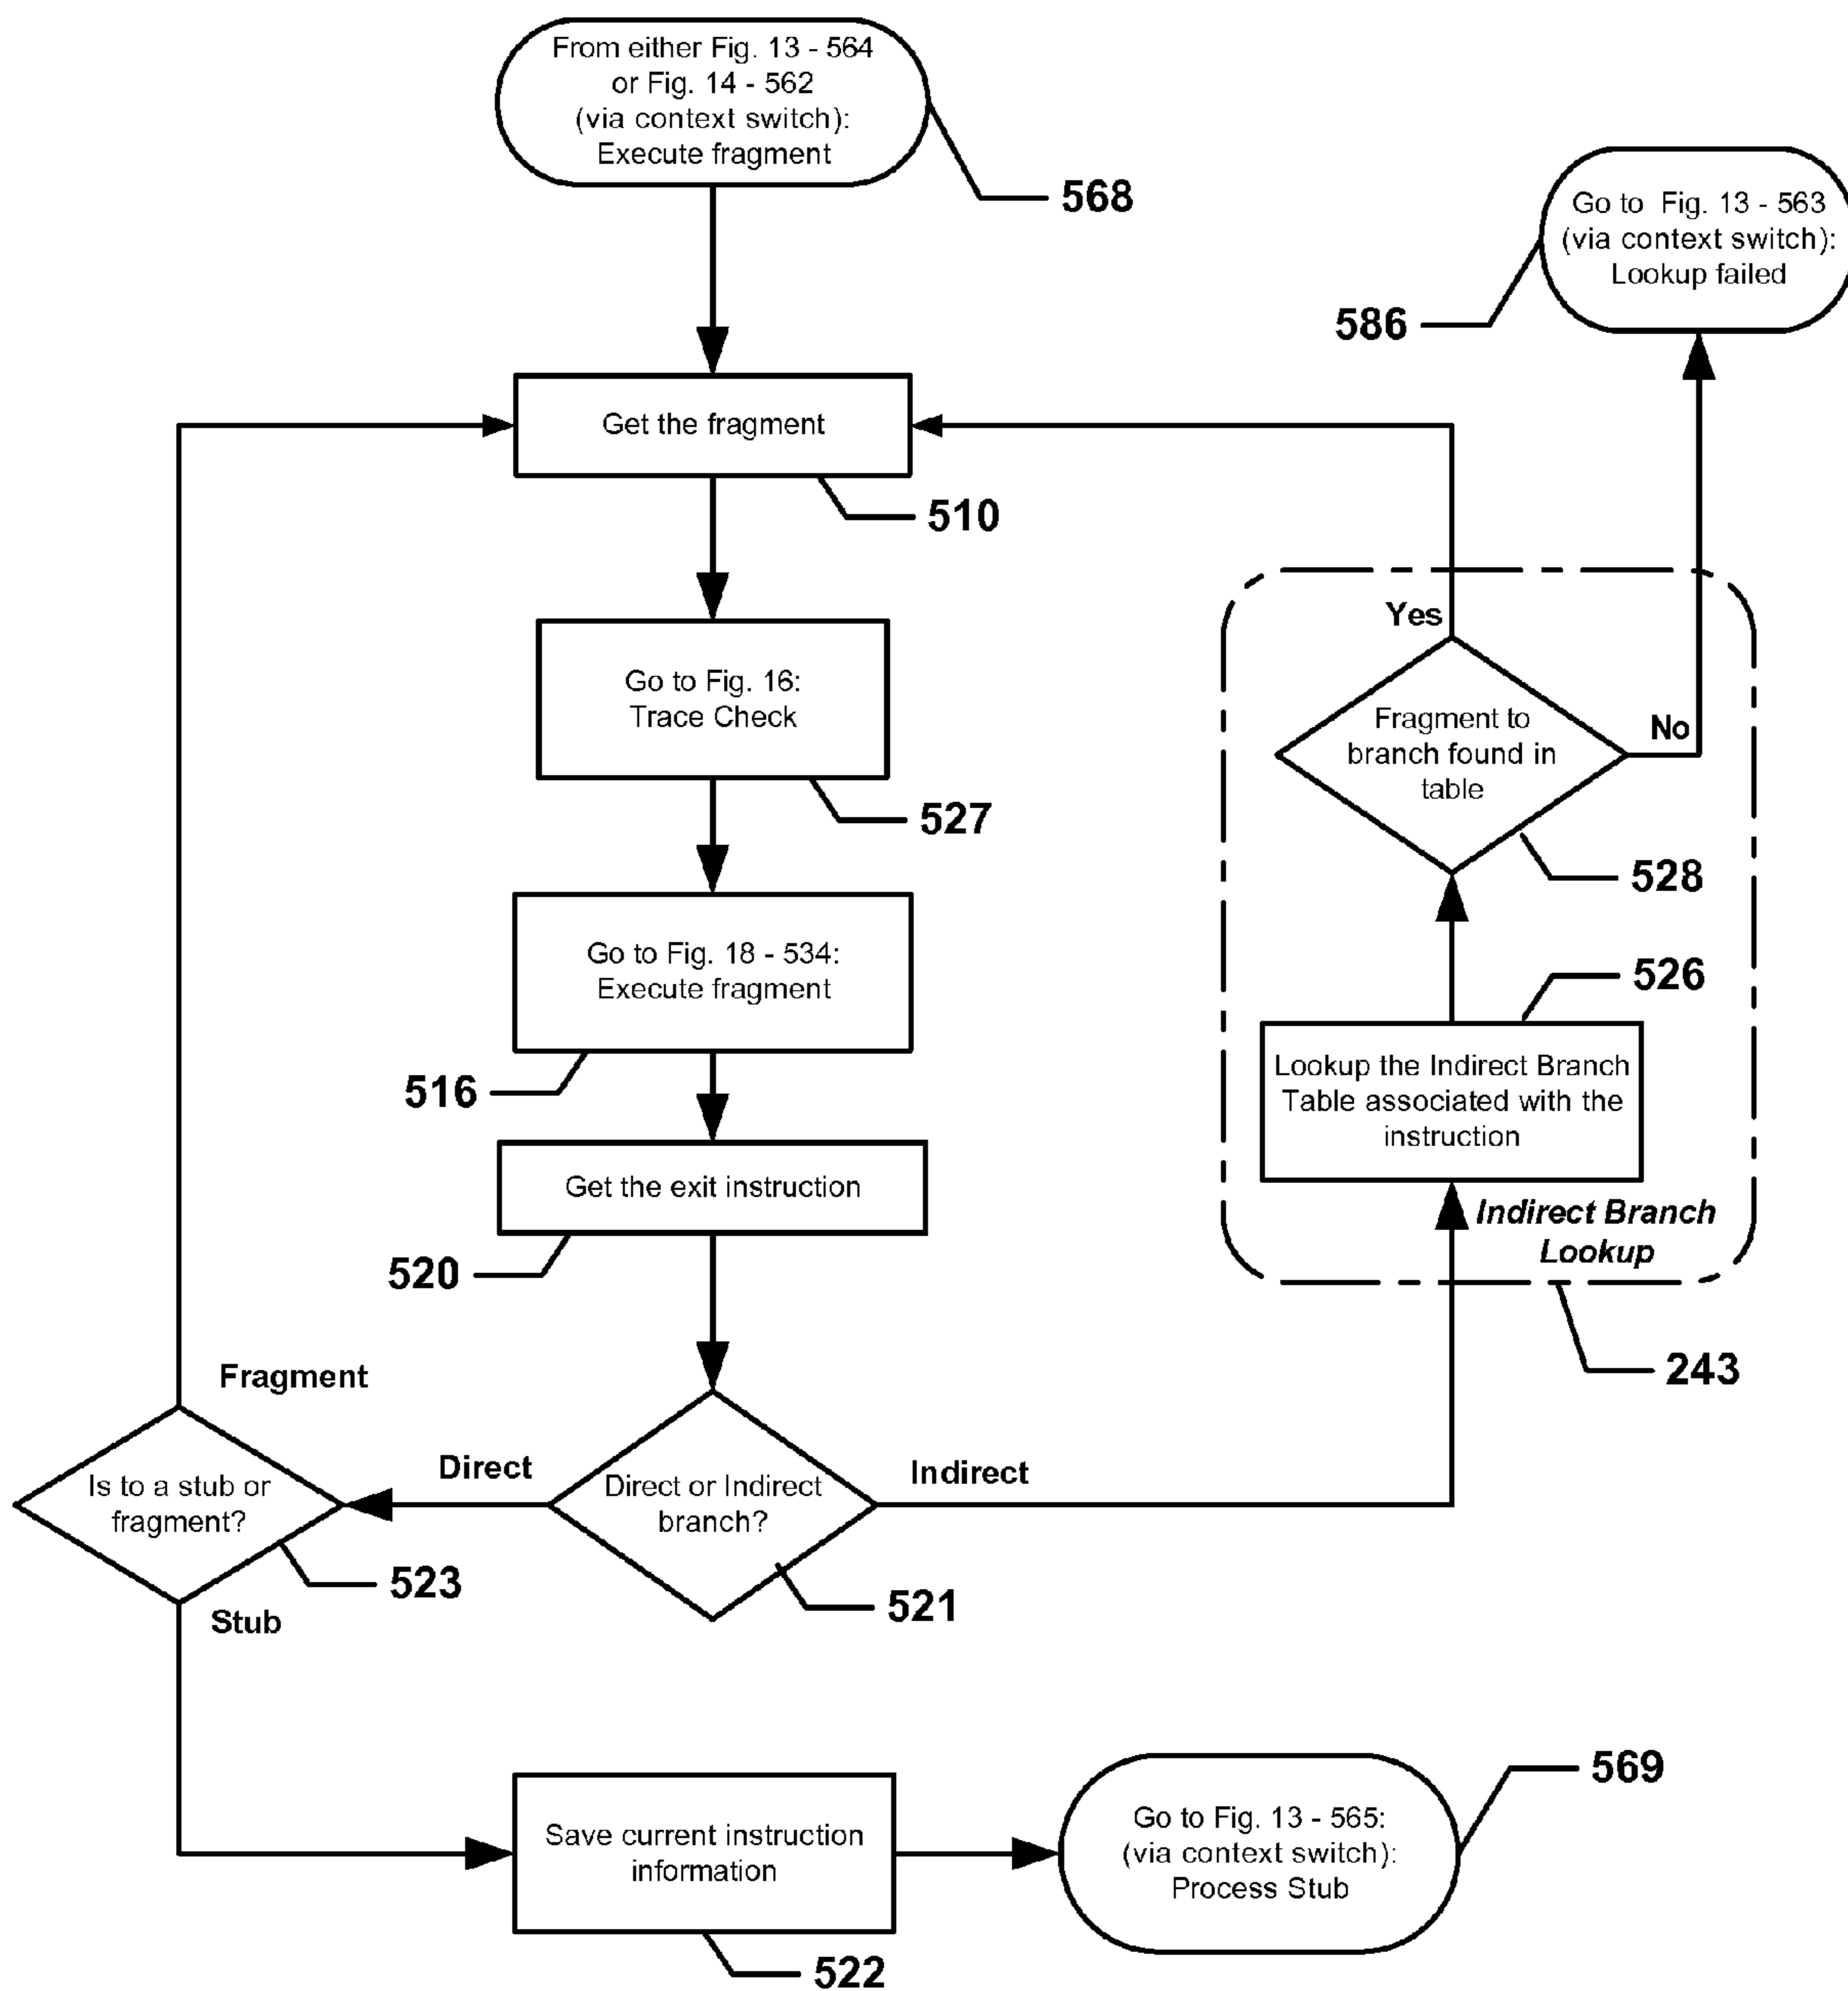 From either Fig. 13 - 564
or Fig. 14 - 562
(via context switch):
Execute fragment
568
Go to Fig. 13 - 563
(via context switch):
Lookup failed
586
Get the fragment
510
Go to Fig. 16:
Trace Check
527
Yes
Fragment to
branch found in
table
No
528
Go to Fig. 18 - 534:
Execute fragment
516
526
Lookup the Indirect Branch
Table associated with the
instruction
Indirect Branch
Lookup
243
Get the exit instruction
520
Fragment
Is to a stub or
fragment?
523
Direct
Direct or Indirect
branch?
521
Indirect
Stub
Save current instruction
information
522
Go to Fig. 13 - 565:
(via context switch):
Process Stub
569